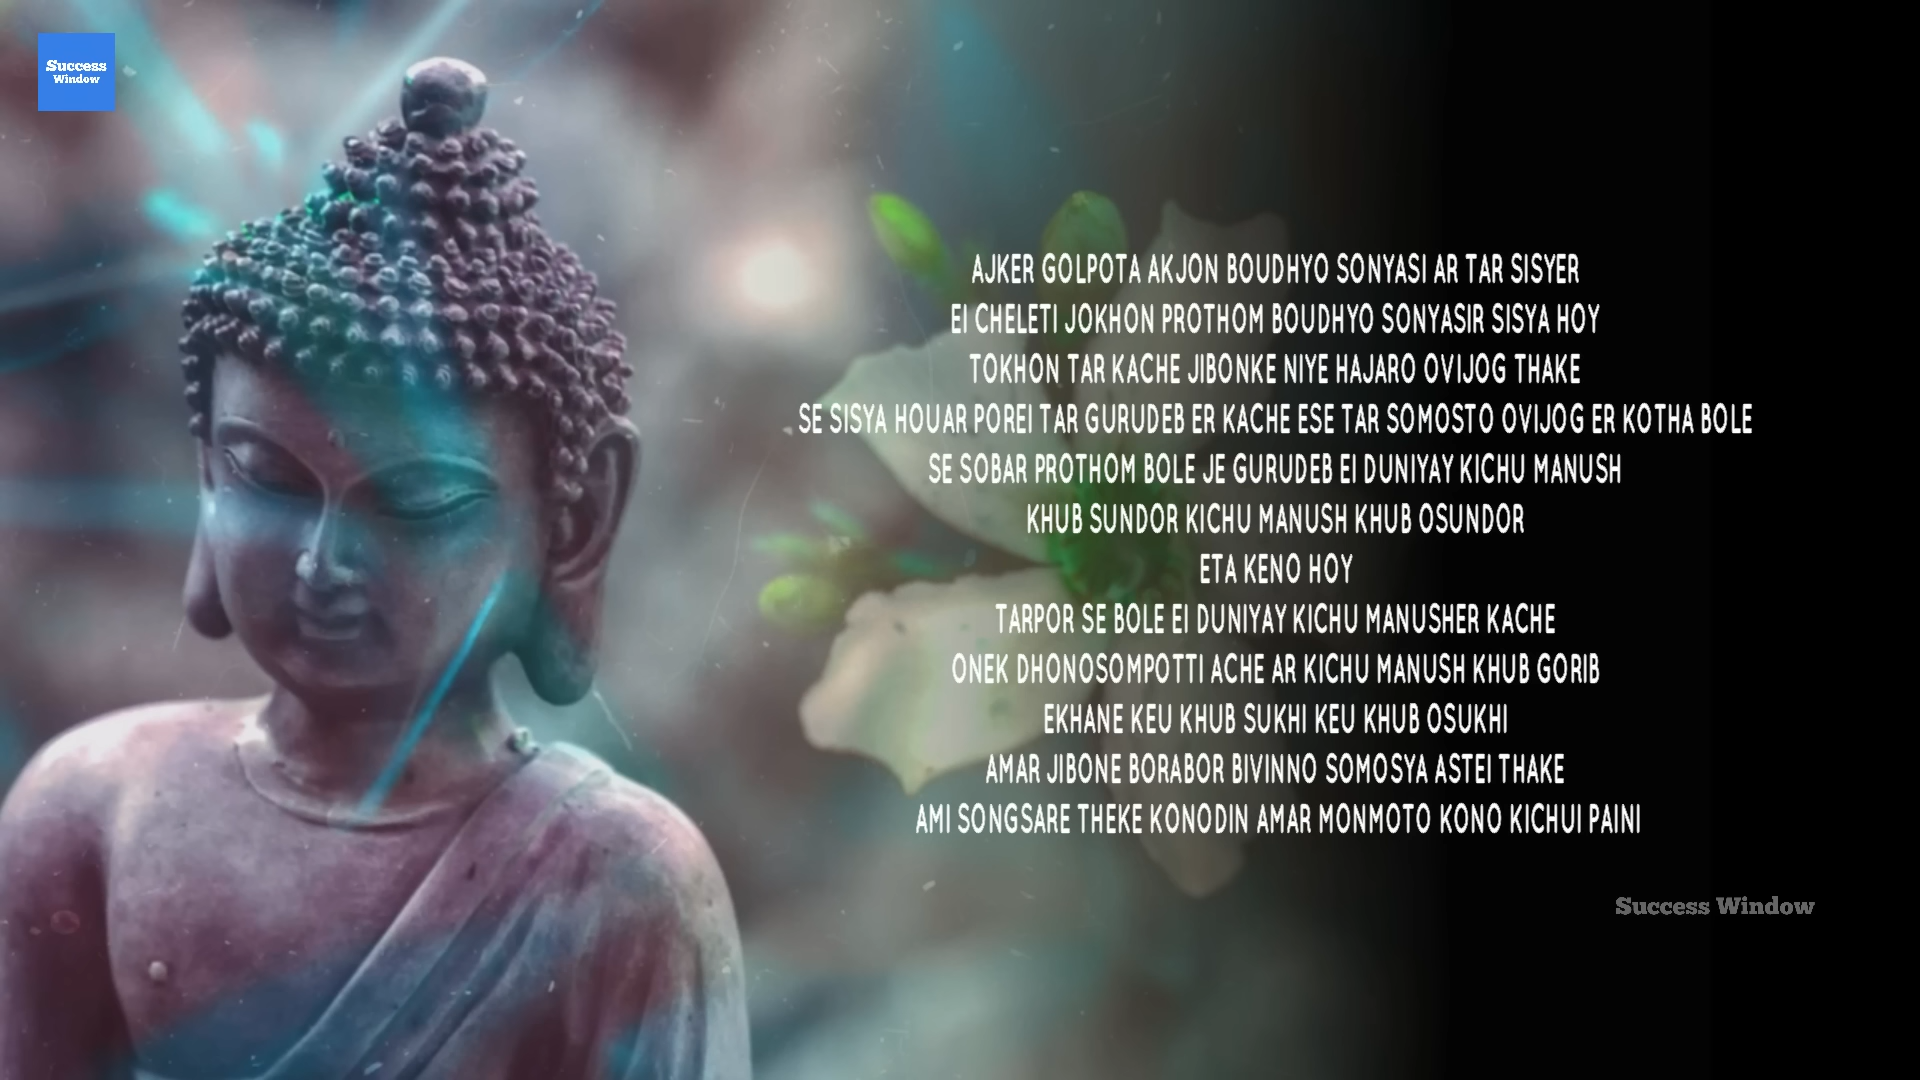 Success
Window
AJKER GOLPOTA AKJON BOUDHYO SONYASI AR TAR SISYER
EI CHELETI JOKHON PROTHOM BOUDHYO SONYASIR SISYA HOY
TOKHON TAR KACHE JIBONKE NIYE HAJARO OVIJOG THAKE
SE SISYA HOUAR POREI TAR GURUDEB ER KACHE ESE TAR SOMOSTO OVIJOG ER KOTHA BOLE
SE SOBAR PROTHOM BOLE JE GURUDEB EI DUNIYAY KICHU MANUSH
KHUB SUNDOR KICHU MANUSH KHUB OSUNDOR
ETA KENO HOY
TARPOR SE BOLE EI DUNIYAY KICHU MANUSHER KACHE
ONEK DHONOSOMPOTTI ACHE AR KICHU MANUSH KHUB GORIB
EKHANE KEU KHUB SUKHI KEU KHUB OSUKHI
AMAR JIBONE BORABOR BIVINNO SOMOSYA ASTEI THAKE
AMI SONGSARE THEKE KONODIN AMAR MONMOTO KONO KICHUI PAINI
Success Window